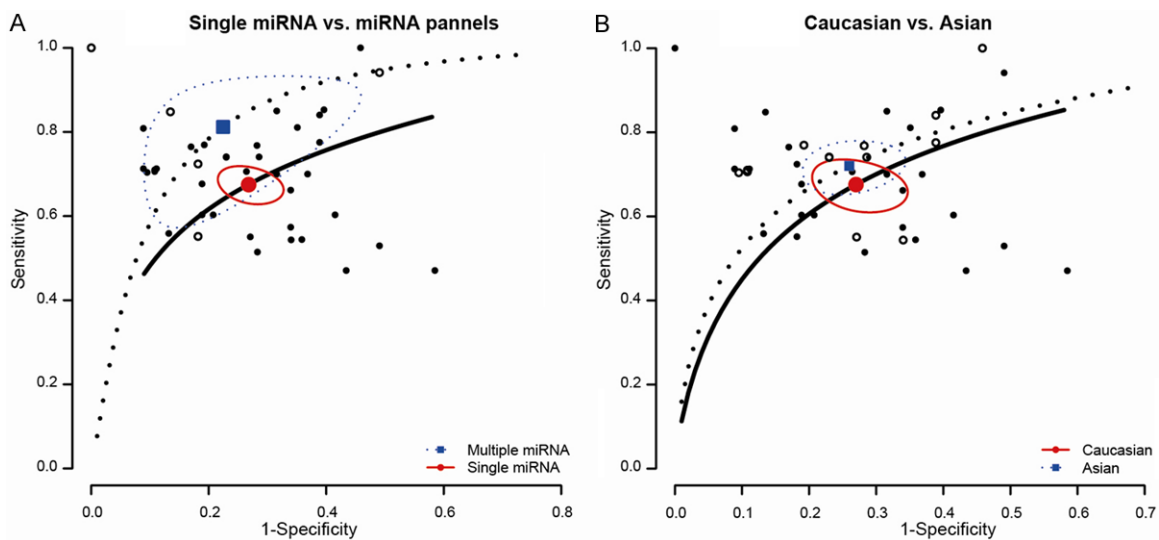 A
Single miRNA vs. miRNA pannels
1.0
0.8
0.6
0.4
0.2
0.0
Sensitivity
0.0 0.2 0.4 0.6 0.8
1-Specificity
Multiple miRNA
Single miRNA
B
Caucasian vs. Asian
1.0
0.8
0.6
0.4
0.2
0.0
Sensitivity
0.0 0.1 0.2 0.3 0.4 0.5 0.6 0.7
1-Specificity
Caucasian
Asian